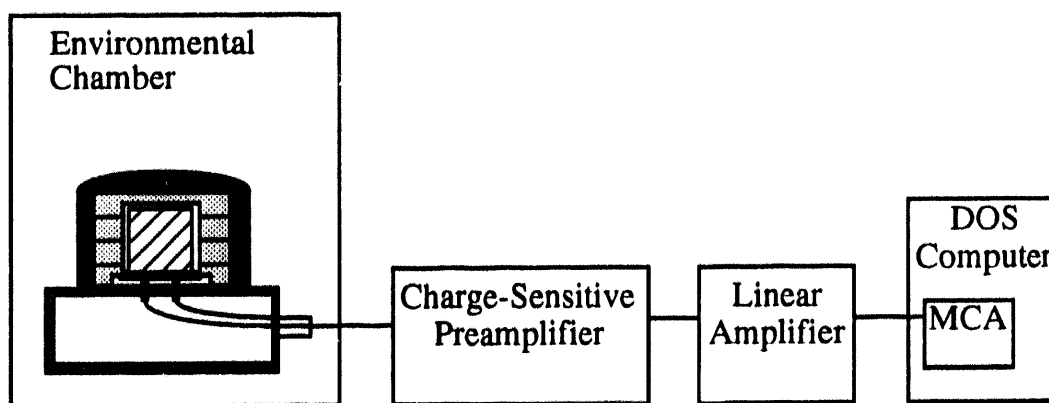 Environmental
Chamber
Charge-Sensitive
Preamplifier
Linear
Amplifier
DOS
Computer
MCA